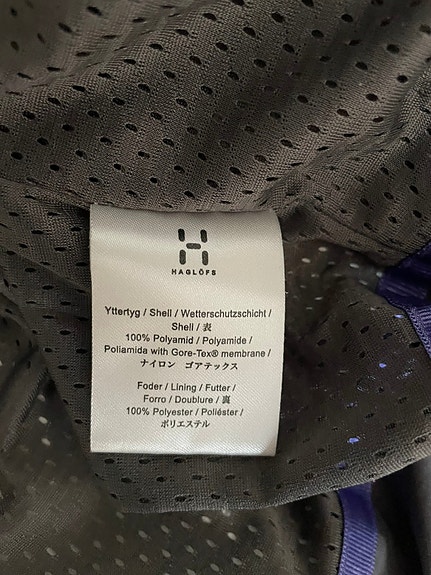 HAGLÖFS
Yttertyg / Shell / Wetterschutzschicht /
Shell / 表
100% Polyamid / Polyamide /
Poliamida with Gore-Tex® membrane /
ナイロン ゴアテックス
Foder / Lining / Futter /
Forro / Doublure / 裏
100% Polyester / Poliéster /
ポリエステル